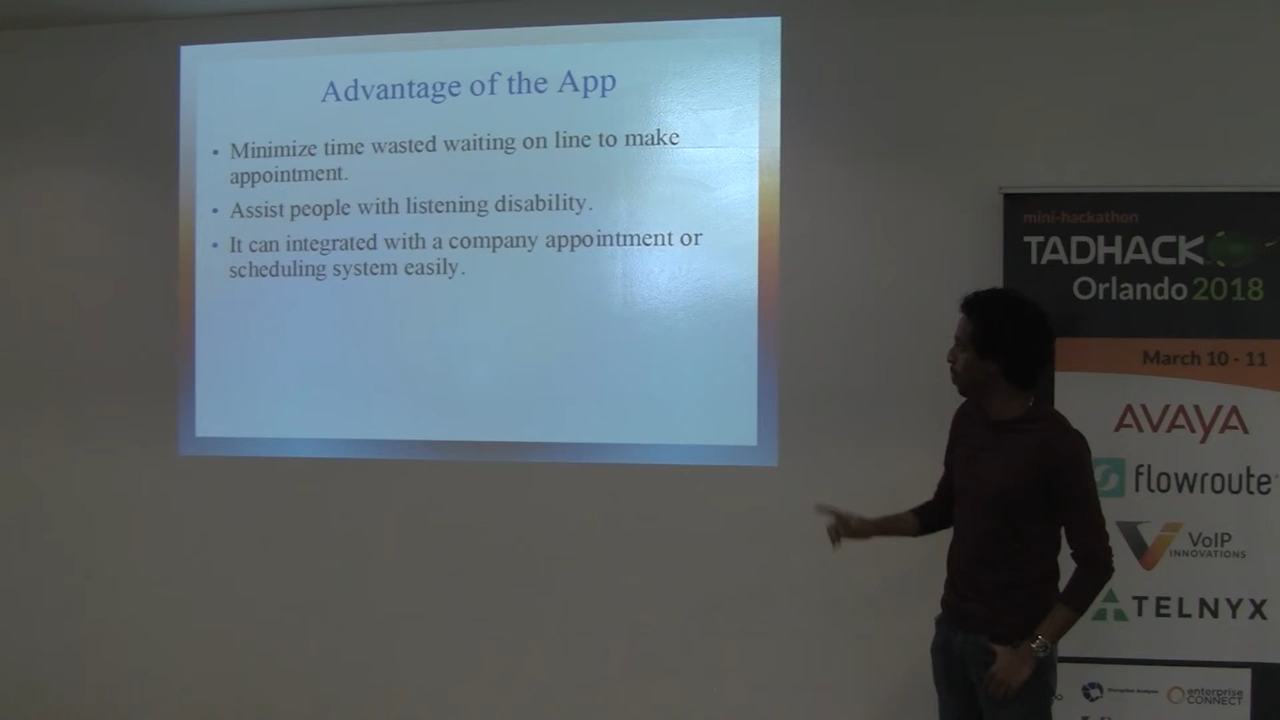 Advantage of the App
• Minimize time wasted waiting on line to make
appointment.
• Assist people with listening disability.
• It can integrated with a company appointment or
scheduling system easily.
mini-hackathon
TADHACK
Orlando 2018
March 10 - 11
AVAYA
flowroute
VoIP
INNOVATIONS
TELNYX
enterprise
CONNECT